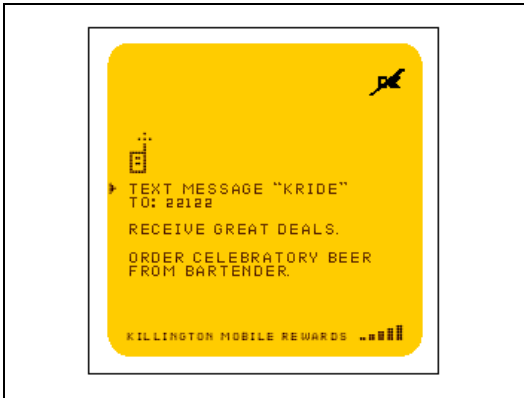 TEXT MESSAGE “KRIDE”
TO: 22122
RECEIVE GREAT DEALS.
ORDER CELEBRATORY BEER
FROM BARTENDER.
KILLINGTON MOBILE REWARDS